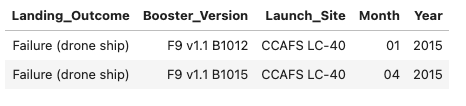 Landing_Outcome Booster_Version Launch_Site Month Year
Failure (drone ship) F9 v1.1 B1012 CCAFS LC-40 01 2015
Failure (drone ship) F9 v1.1 B1015 CCAFS LC-40 04 2015